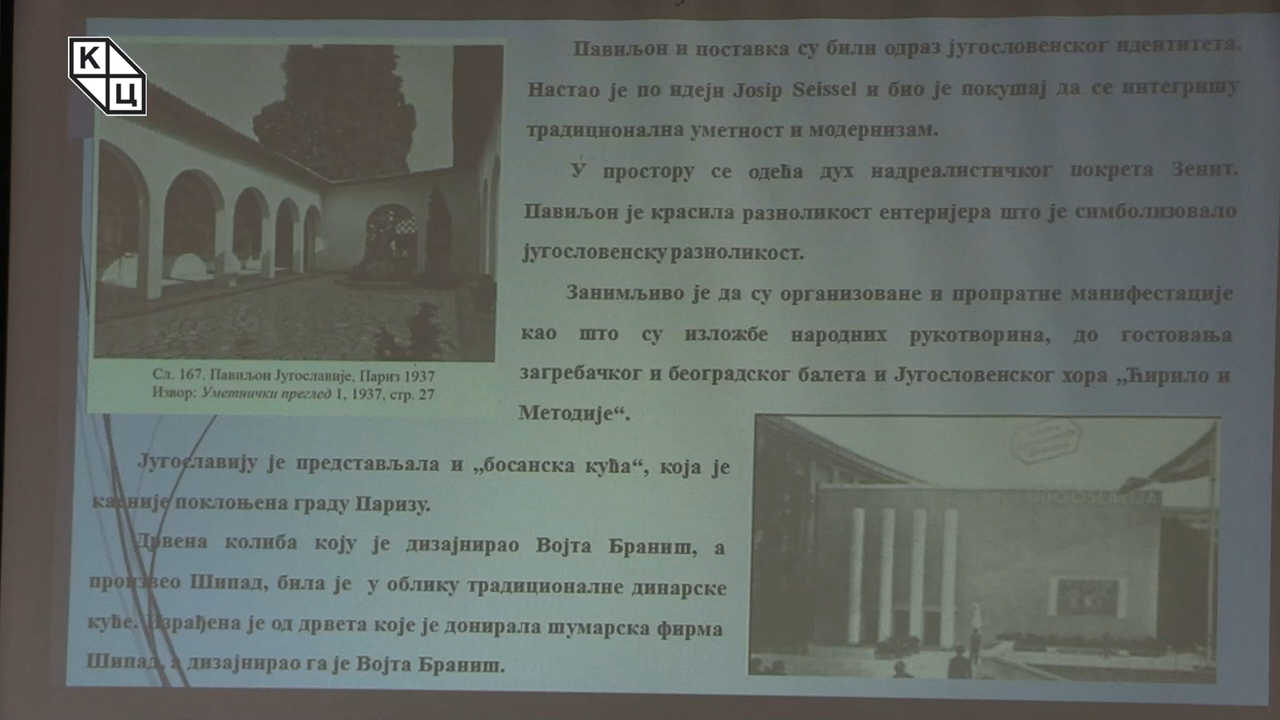 К
Ц
Павиљон и поставка су били одраз југословенског идентитета.
Настао је по идеји Josip Seissel и био је покушај да се интегришу
традиционална уметност и модернизам.
У простору се одећа дух надреалистичког покрета Зенит.
Павиљон је красила разноликост ентеријера што је симболизовало
југословенску разноликост.
Занимљиво је да су организоване и пропратне манифестације
као што су изложбе народних рукотворина, до гостовања
загребачког и београдског балета и Југословенског хора „Ћирило и
Методије“.
Сл. 167. Павиљон Југославије, Париз 1937
Извор: Уметнички преглед 1, 1937, стр. 27
Југославију је представљала и „босанска кућа“, која је
касније поклоњена граду Паризу.
Дрвена колиба коју је дизајнирао Војта Браниш, а
произвео Шипад, била је у облику традиционалне динарске
куће. Израђена је од дрвета које је донирала шумарска фирма
Шипад, а дизајнирао га је Војта Браниш.